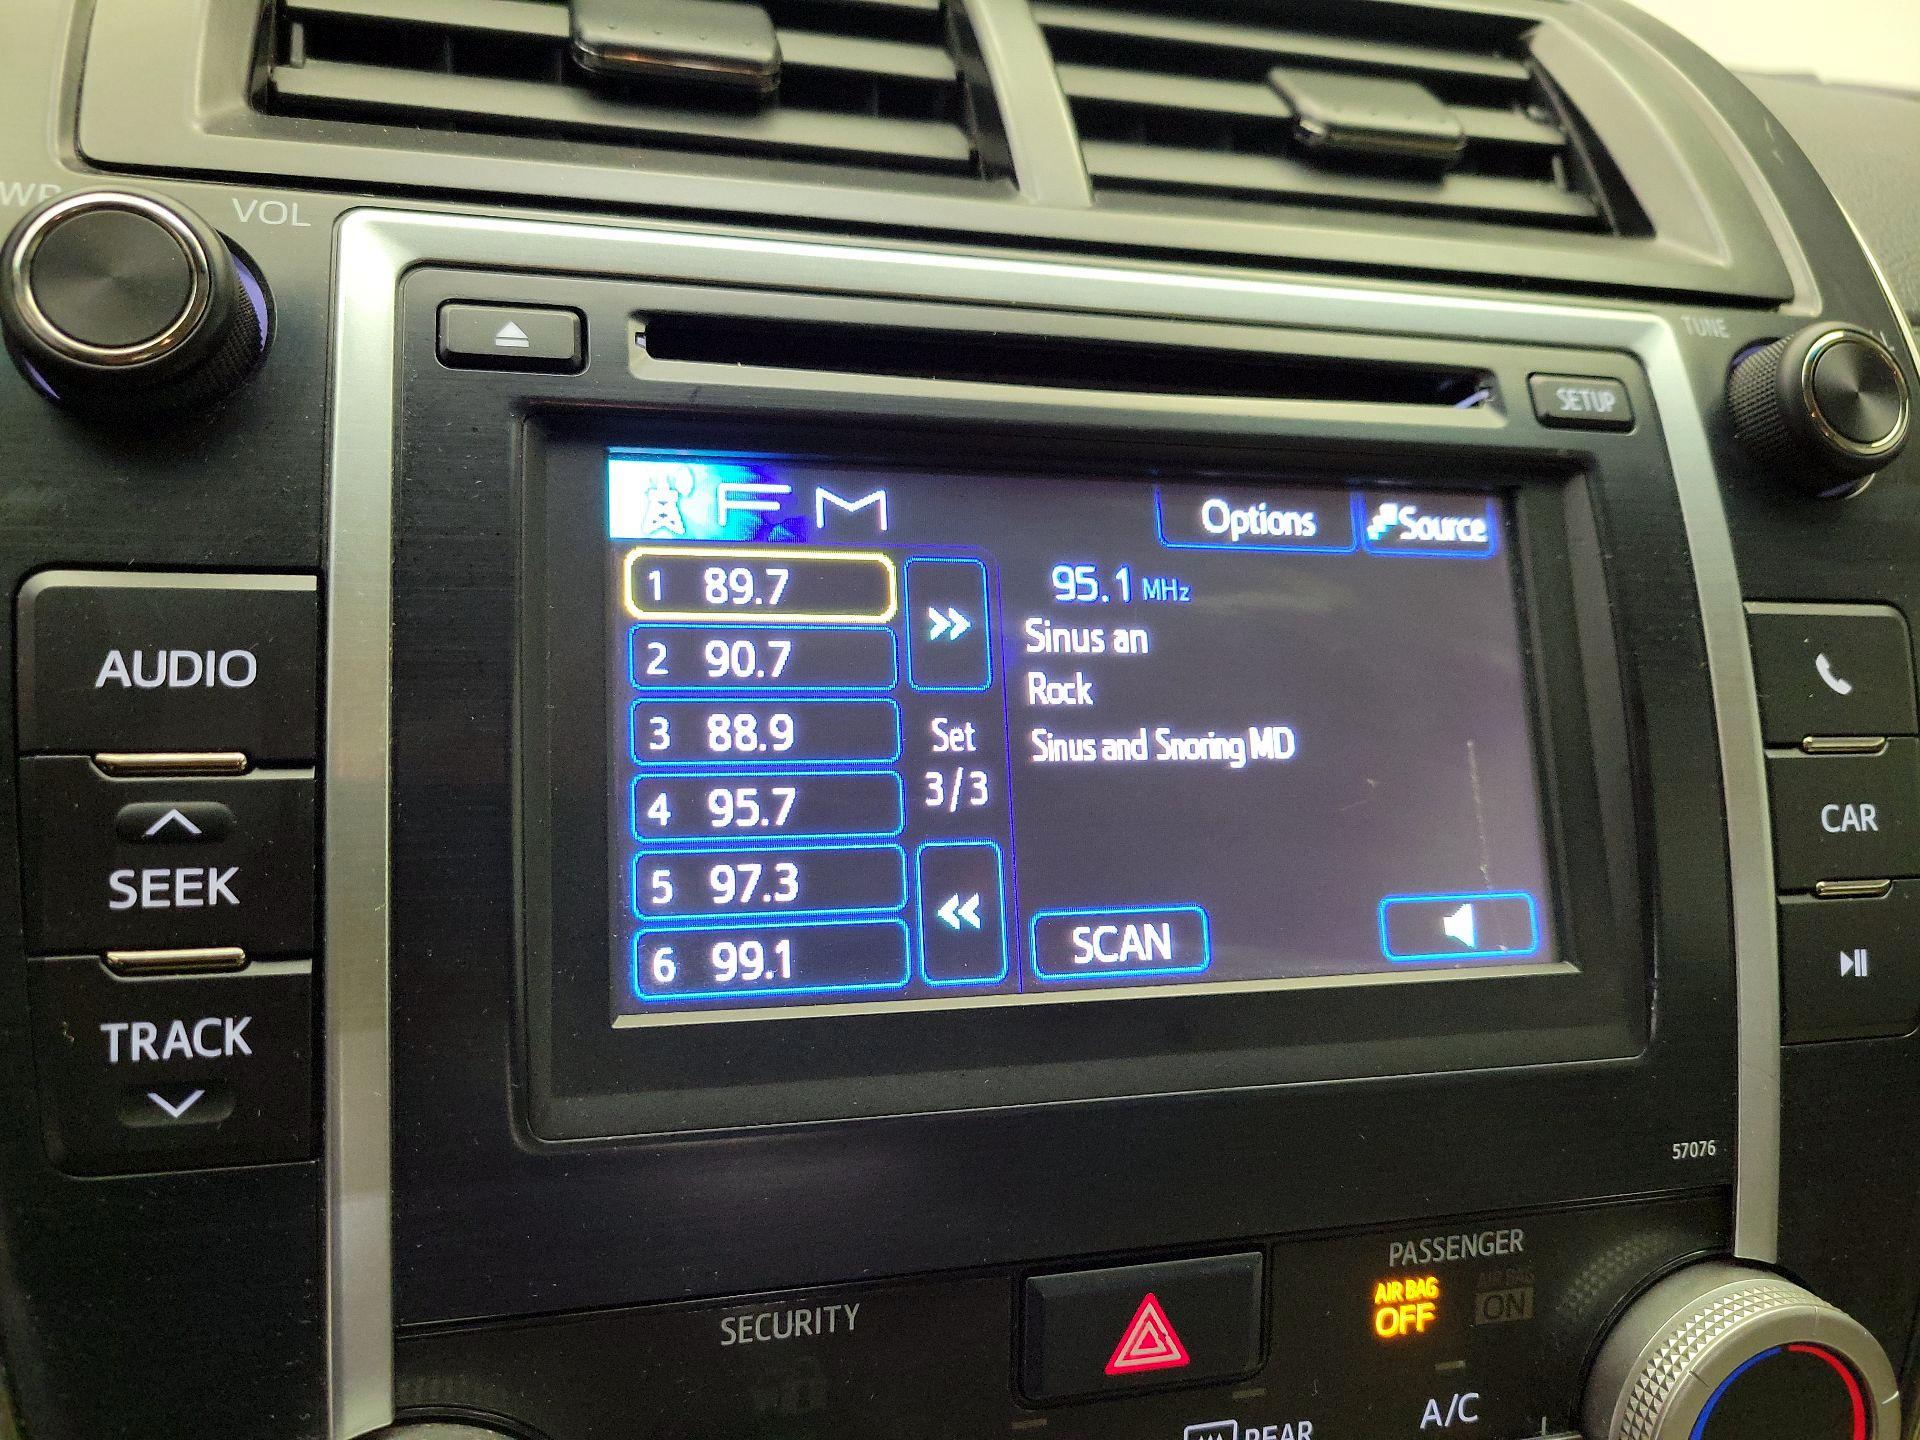 VOL
TUNE
SETUP
FM
Options
Source
1 89.7
2 90.7
3 88.9
4 95.7
5 97.3
6 99.1
Set
3/3
95.1 MHz
Sinus an
Rock
Sinus and Snoring MD
SCAN
AUDIO
SEEK
TRACK
CAR
57076
SECURITY
PASSENGER
AIR BAG
OFF
AIR BAG
ON
A/C
REAR